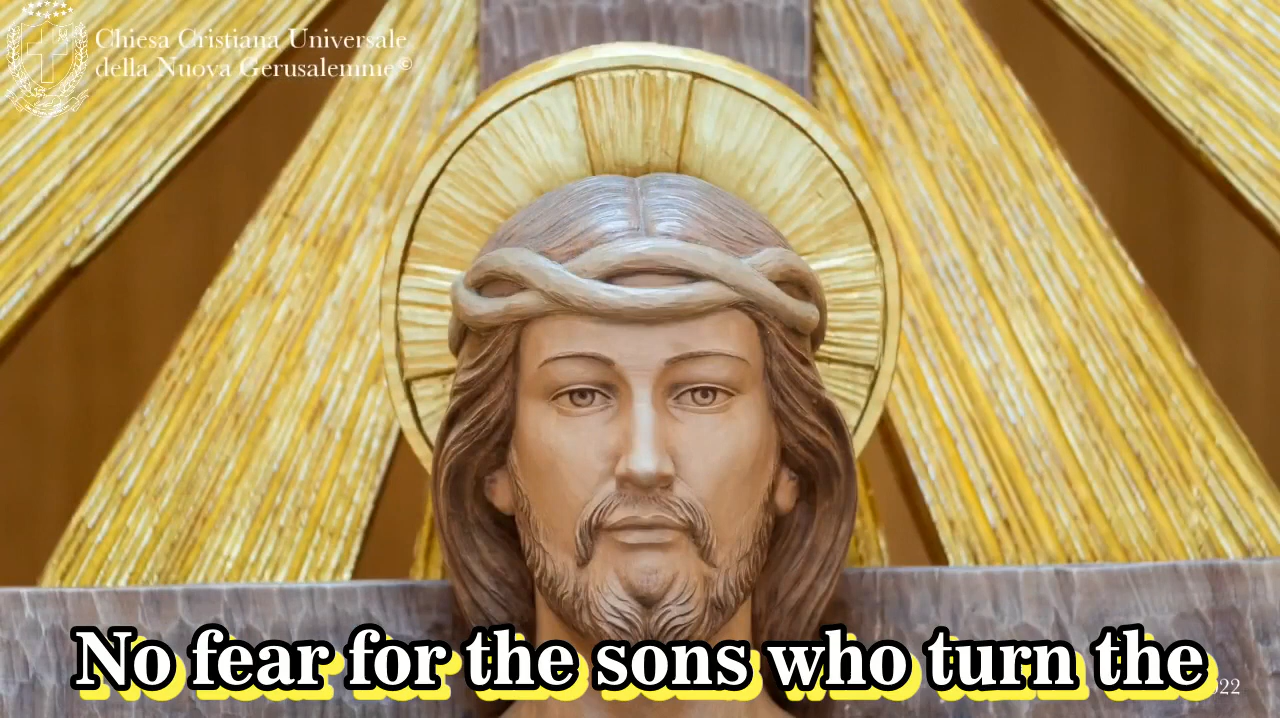 Chiesa Cristiana Universale
della Nuova Gerusalemme©
No fear for the sons who turn the